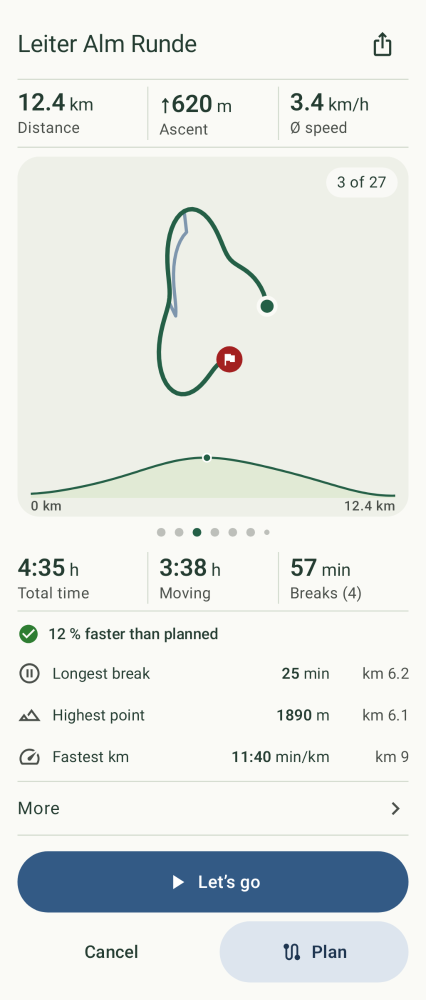 Leiter Alm Runde
12.4 km
Distance
↑620 m
Ascent
3.4 km/h
Ø speed
3 of 27
0 km
12.4 km
4:35 h
Total time
3:38 h
Moving
57 min
Breaks (4)
12 % faster than planned
Longest break 25 min km 6.2
Highest point 1890 m km 6.1
Fastest km 11:40 min/km km 9
More
Let's go
Cancel
Plan